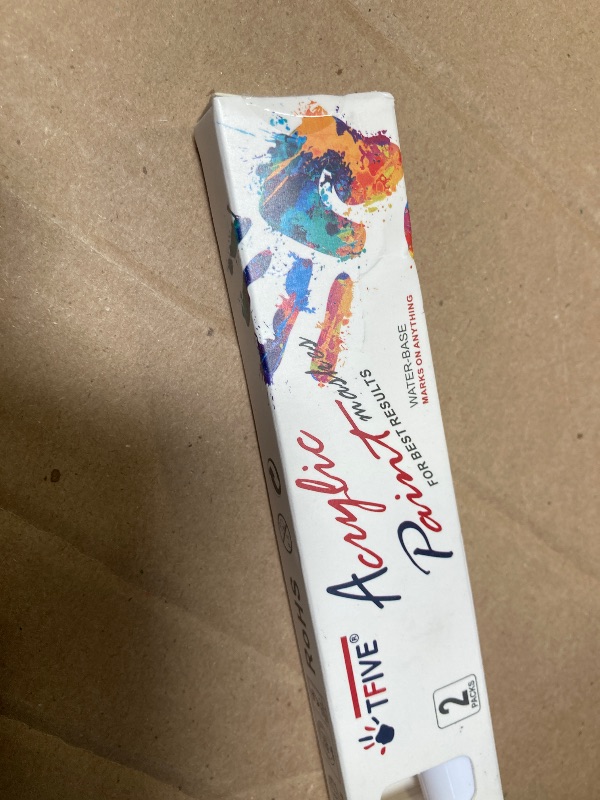 TFIVE®
Acrylic
Paint marker
FOR BEST RESULTS
WATER-BASE
MARKS ON ANYTHING
2
PACKS
ROHS